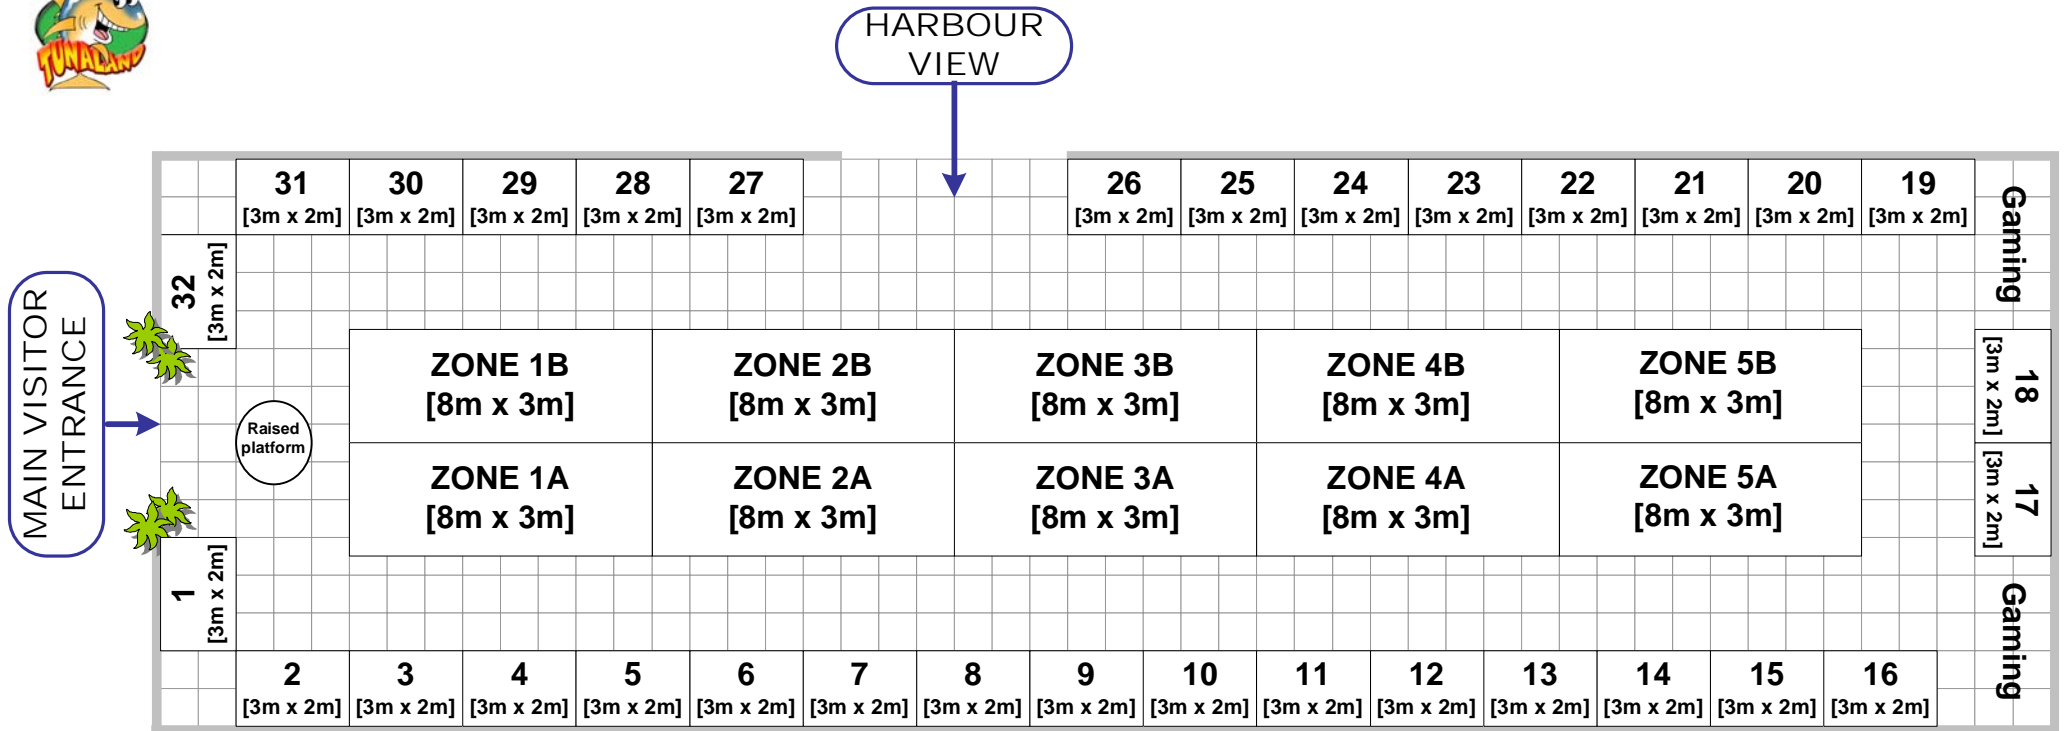 TUNALAND
HARBOUR
VIEW
31
[3m x 2m]
30
[3m x 2m]
29
[3m x 2m]
28
[3m x 2m]
27
[3m x 2m]
26
[3m x 2m]
25
[3m x 2m]
24
[3m x 2m]
23
[3m x 2m]
22
[3m x 2m]
21
[3m x 2m]
20
[3m x 2m]
19
[3m x 2m]
Gaming
32
[3m x 2m]
MAIN VISITOR
ENTRANCE
Raised
platform
ZONE 1B
[8m x 3m]
ZONE 2B
[8m x 3m]
ZONE 3B
[8m x 3m]
ZONE 4B
[8m x 3m]
ZONE 5B
[8m x 3m]
18
[3m x 2m]
ZONE 1A
[8m x 3m]
ZONE 2A
[8m x 3m]
ZONE 3A
[8m x 3m]
ZONE 4A
[8m x 3m]
ZONE 5A
[8m x 3m]
17
[3m x 2m]
1
[3m x 2m]
Gaming
2
[3m x 2m]
3
[3m x 2m]
4
[3m x 2m]
5
[3m x 2m]
6
[3m x 2m]
7
[3m x 2m]
8
[3m x 2m]
9
[3m x 2m]
10
[3m x 2m]
11
[3m x 2m]
12
[3m x 2m]
13
[3m x 2m]
14
[3m x 2m]
15
[3m x 2m]
16
[3m x 2m]